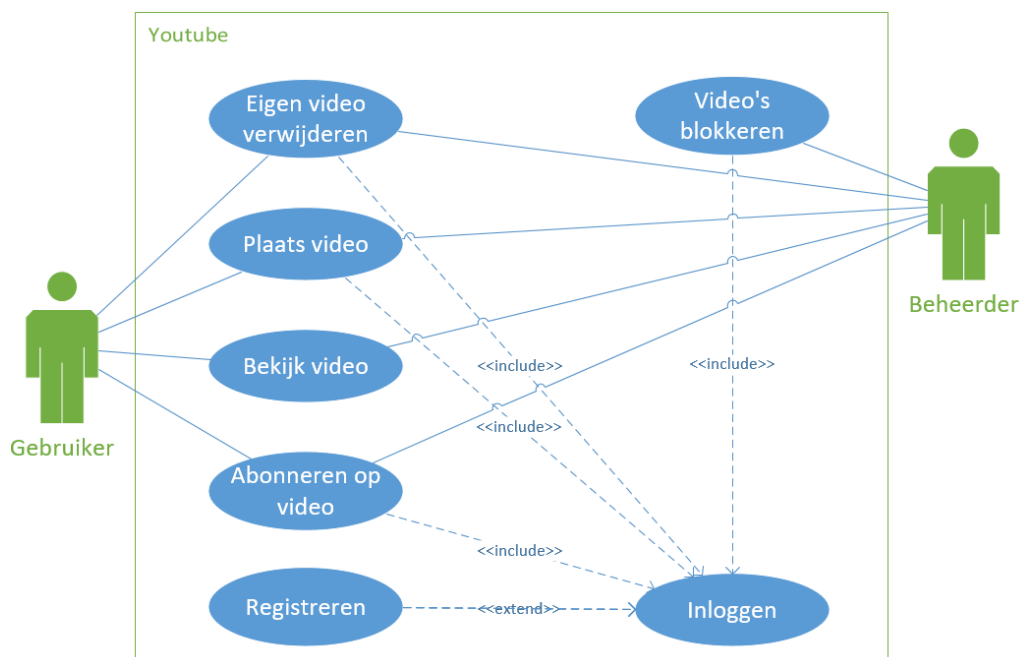 Youtube
Eigen video
verwijderen
Video's
blokkeren
Plaats video
Beheerder
Bekijk video
<<include>>
<<include>>
<<include>>
Gebruiker
Abonneren op
video
<<include>>
Registreren
<<extend>>
Inloggen